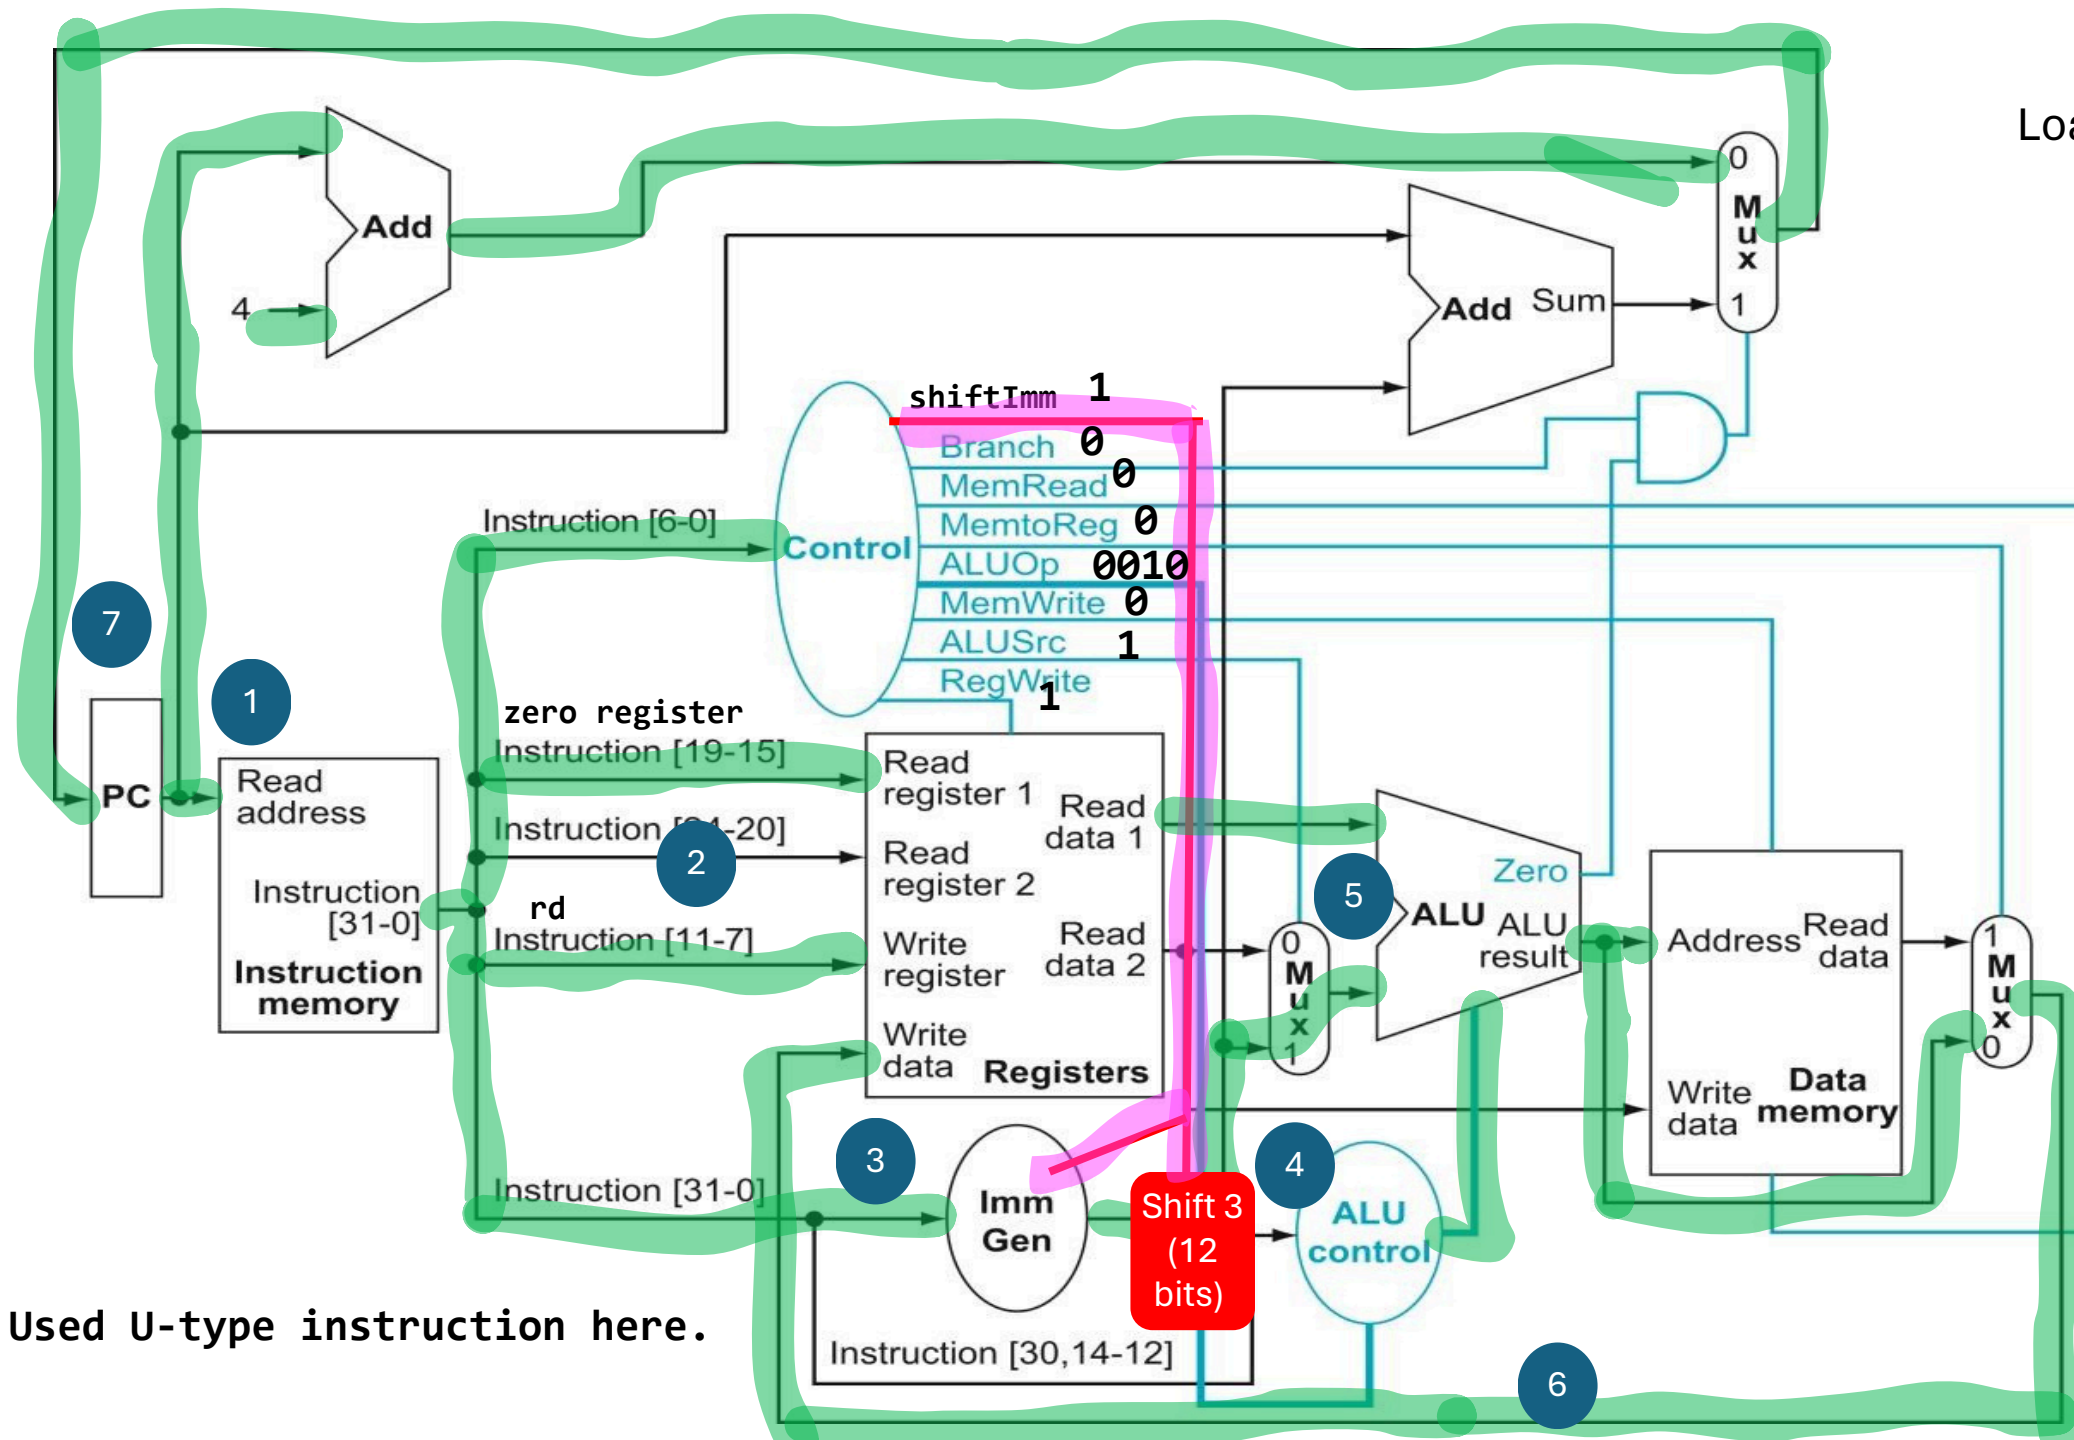 Loa
0
M
u
x
1
Add
4
Add Sum
shiftImm 1
Branch 0
MemRead 0
MemtoReg 0
ALUOp 0010
MemWrite 0
ALUSrc 1
RegWrite 1
Control
Instruction [6-0]
7
1
PC
Read
address
Instruction
[31-0]
Instruction
memory
zero register
Instruction [19-15]
-20]
2
rd
Instruction [11-7]
Read
register 1
Read
register 2
Write
register
Write
data
Read
data 1
Read
data 2
Registers
0
M
u
x
1
5
Zero
ALU
ALU
result
Address
Read
data
Write
data
Data
memory
1
M
u
x
0
3
Instruction [31-0]
Imm
Gen
Shift 3
(12
bits)
4
ALU
control
Instruction [30,14-12]
6
Used U-type instruction here.